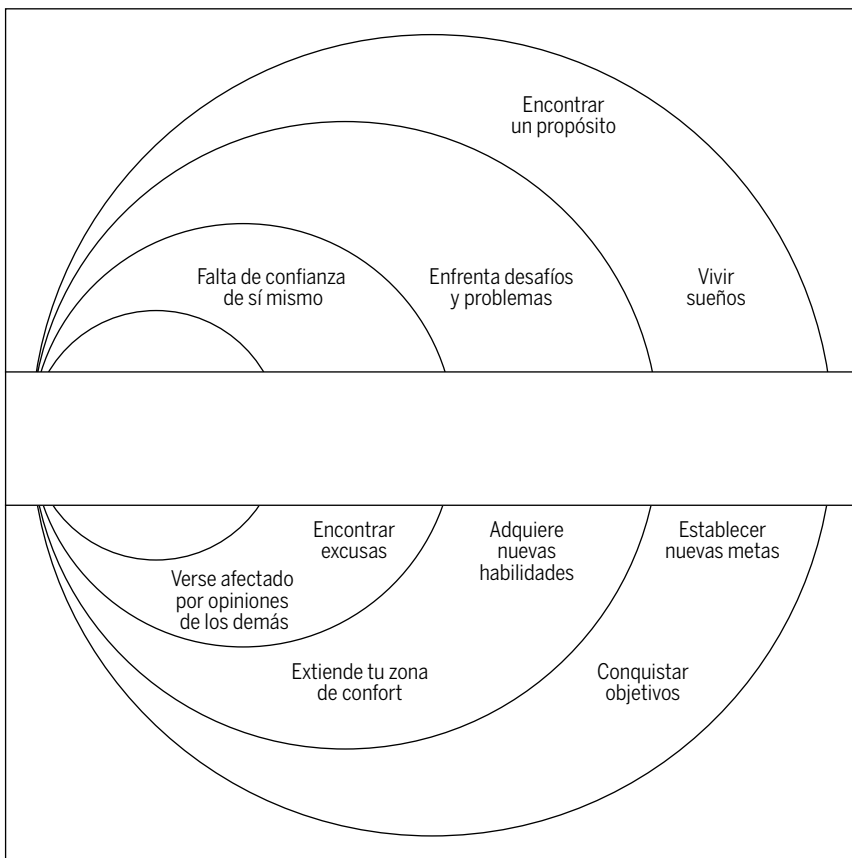 Encontrar
un propósito
Falta de confianza
de sí mismo
Enfrenta desafíos
y problemas
Vivir
sueños
Encontrar
excusas
Adquiere
nuevas
habilidades
Establecer
nuevas metas
Verse afectado
por opiniones
de los demás
Extiende tu zona
de confort
Conquistar
objetivos